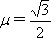 μ = √3/2